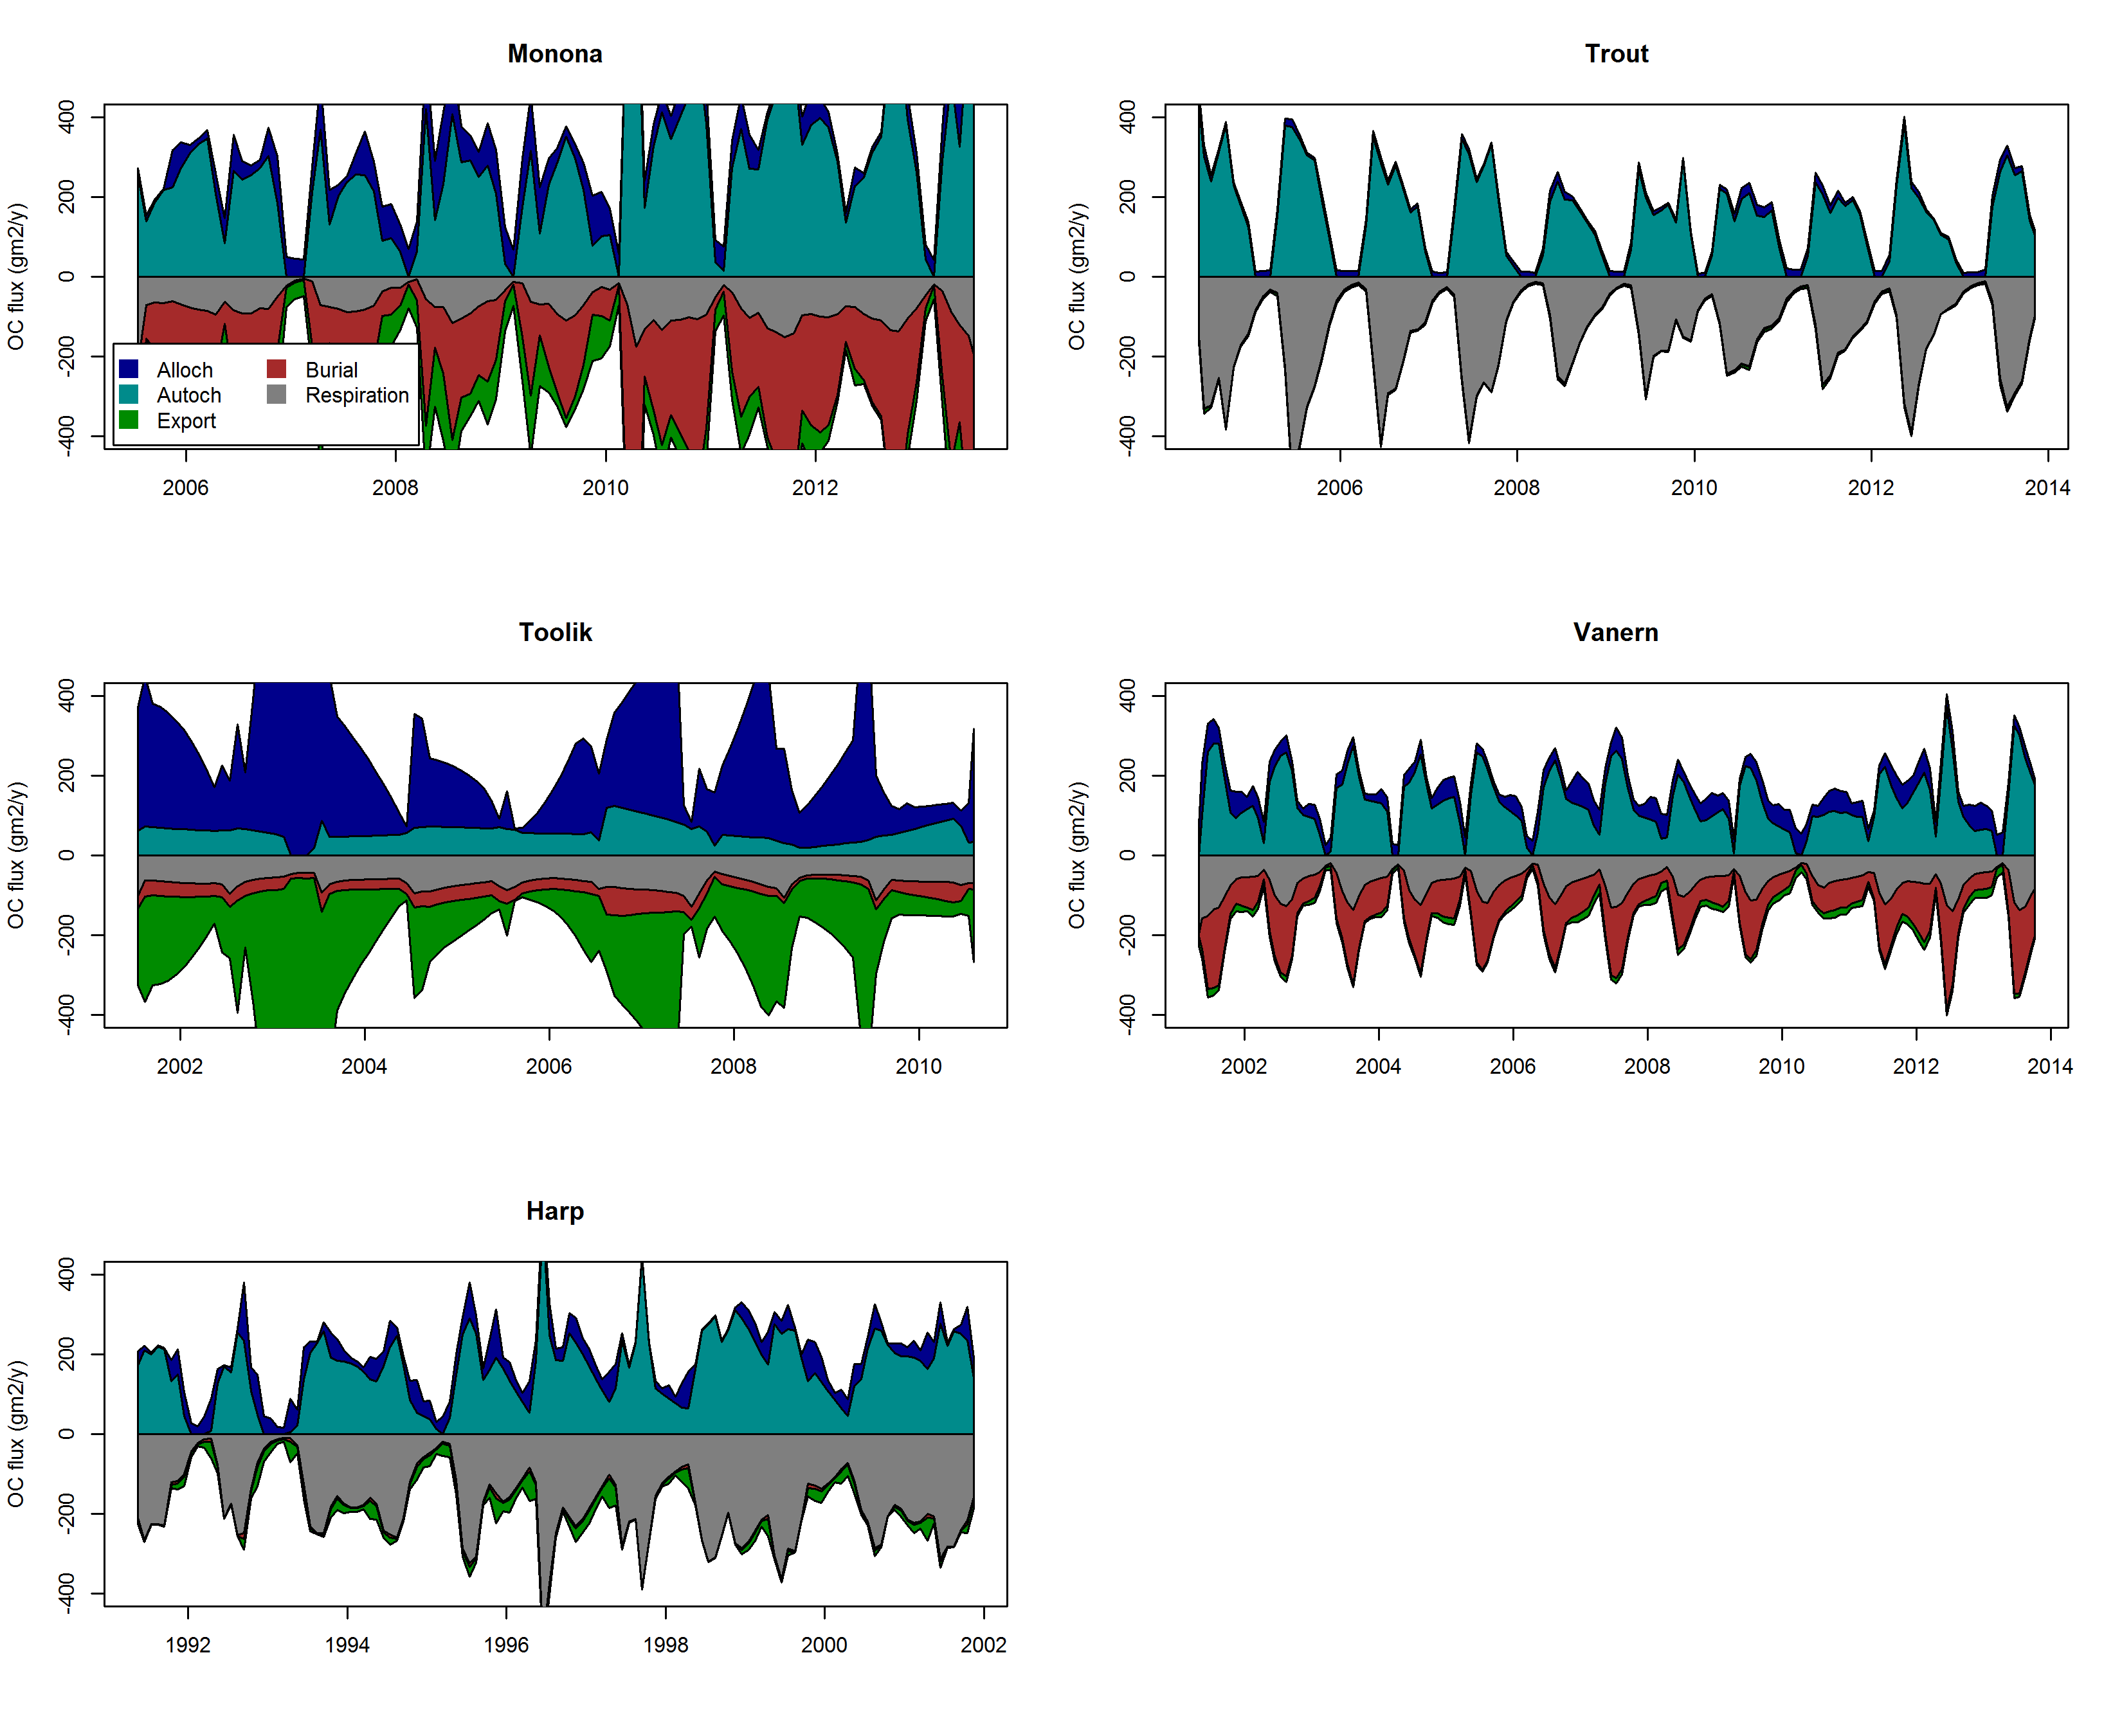 Monona
OC flux (gm2/y)
400
200
0
-200
-400
Alloch Burial
Autoch Respiration
Export
2006 2008 2010 2012
Trout
OC flux (gm2/y)
400
200
0
-200
-400
2006 2008 2010 2012 2014
Toolik
OC flux (gm2/y)
400
200
0
-200
-400
2002 2004 2006 2008 2010
Vanern
OC flux (gm2/y)
400
200
0
-200
-400
2002 2004 2006 2008 2010 2012 2014
Harp
OC flux (gm2/y)
400
200
0
-200
-400
1992 1994 1996 1998 2000 2002